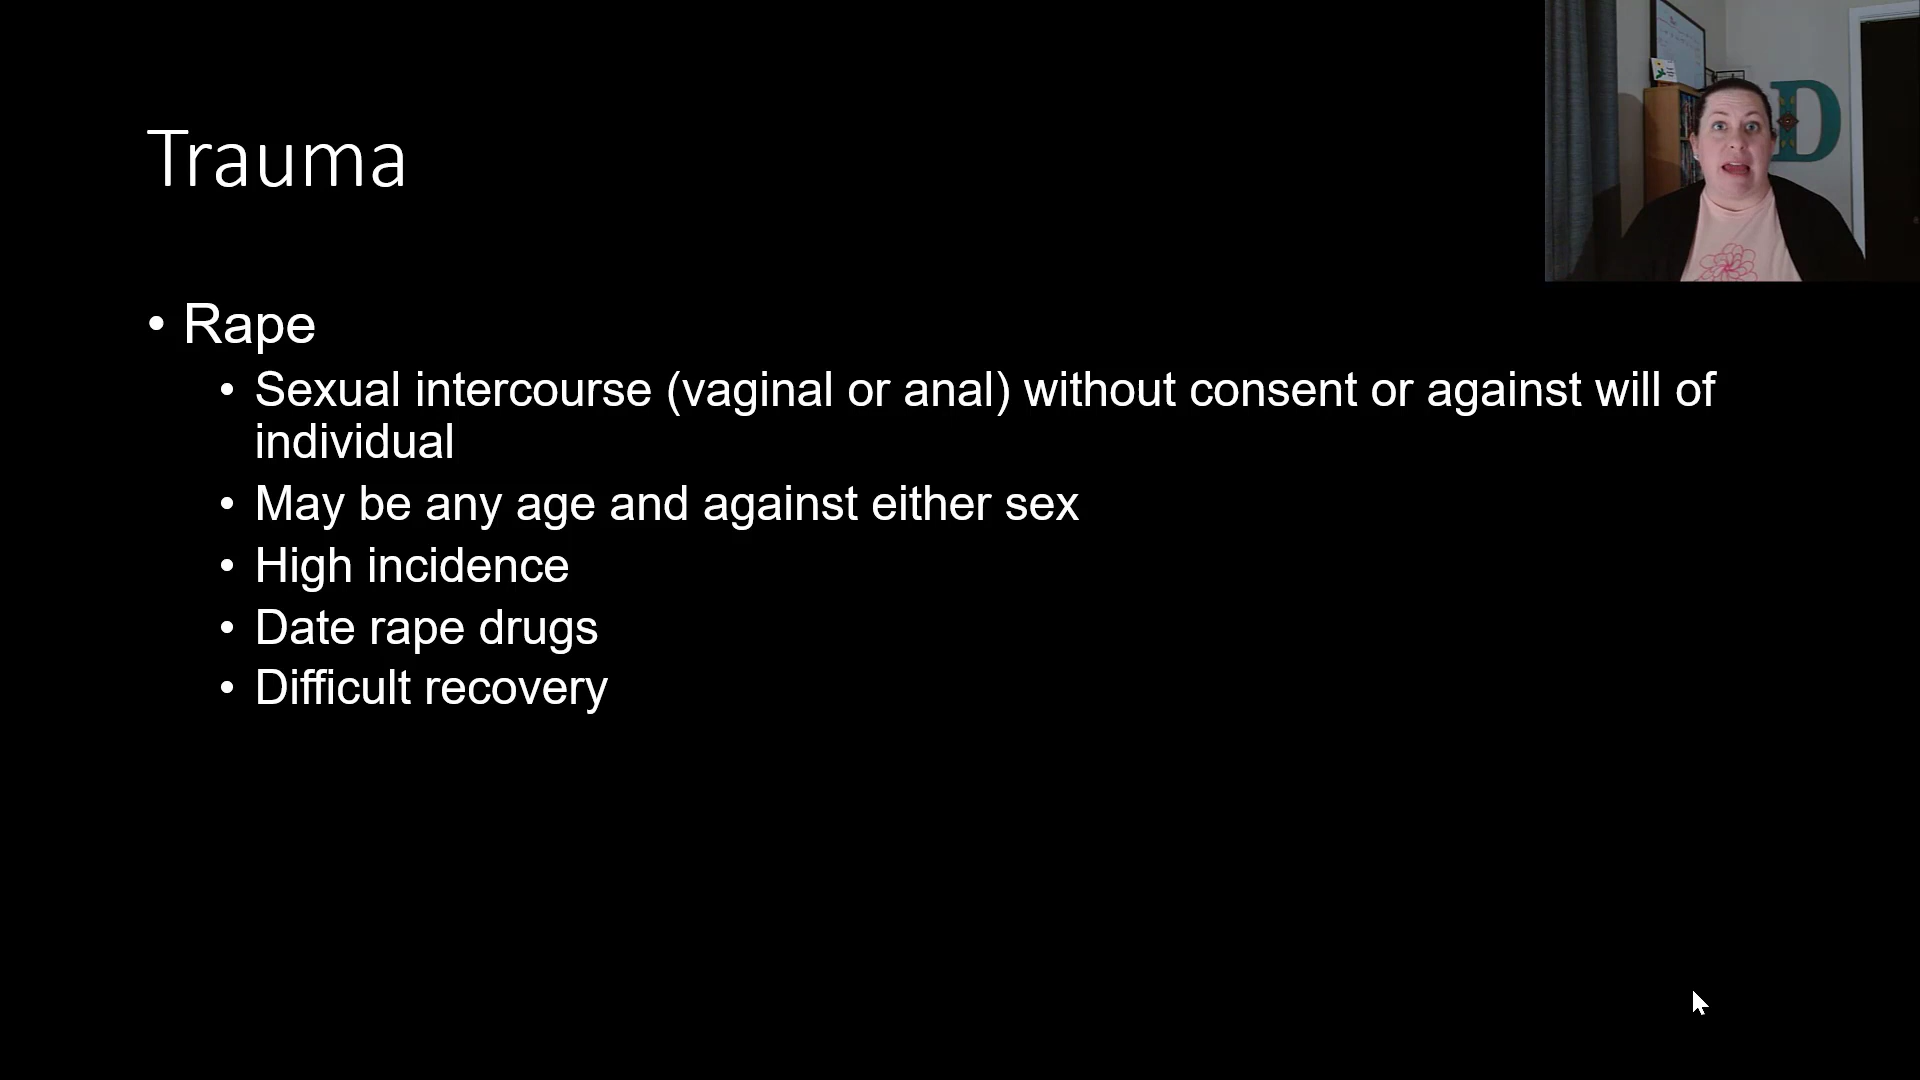 Trauma
• Rape
• Sexual intercourse (vaginal or anal) without consent or against will of
individual
• May be any age and against either sex
• High incidence
• Date rape drugs
• Difficult recovery
D